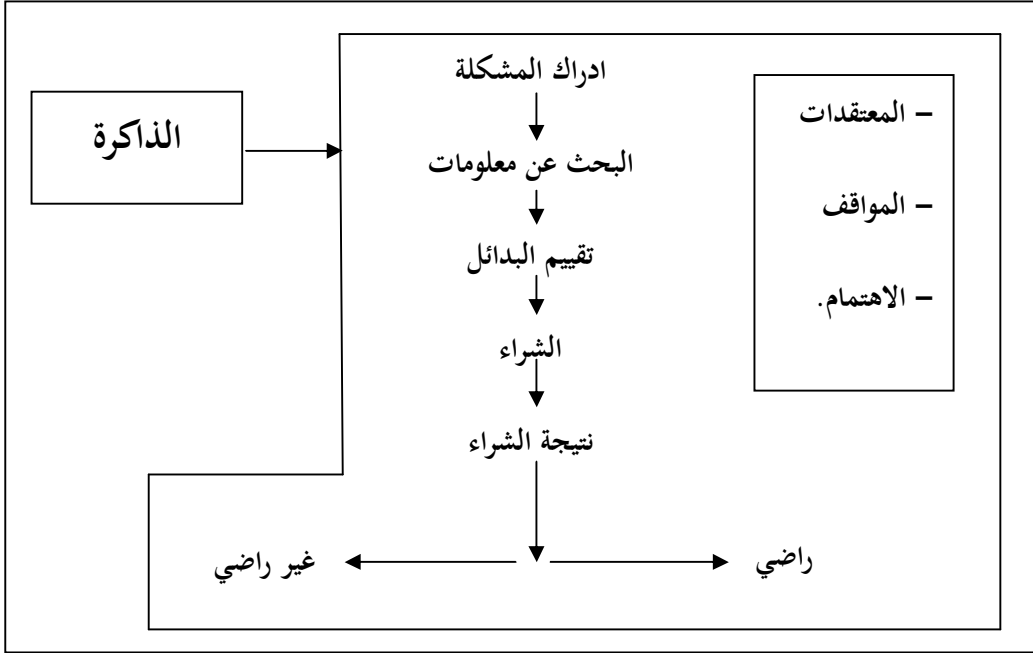 ادراك المشكلة
– المعتقدات
الذاكرة
البحث عن معلومات
– المواقف
تقييم البدائل
– الاهتمام.
الشراء
نتيجة الشراء
راضي
غير راضي